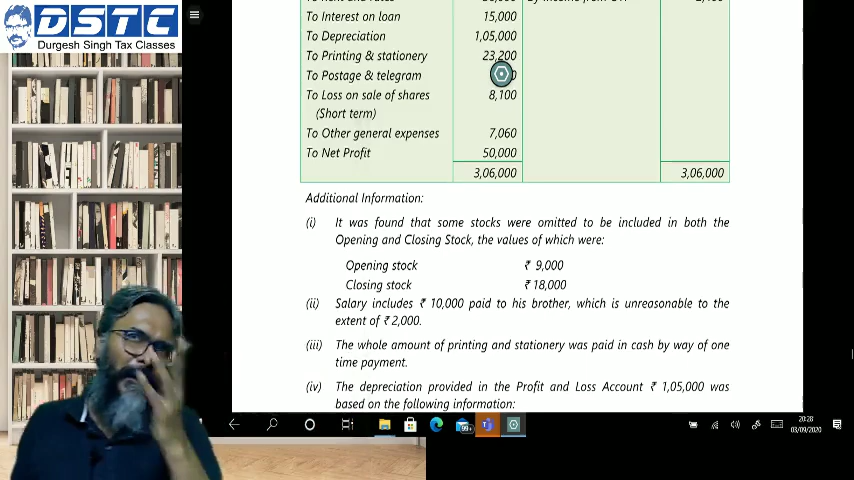 DSTC
Durgesh Singh Tax Classes
To Interest on loan 15,000
To Depreciation 1,05,000
To Printing & stationery 23,200
To Postage & telegram
To Loss on sale of shares 8,100
(Short term)
To Other general expenses 7,060
To Net Profit 50,000
3,06,000 3,06,000
Additional Information:
(i) It was found that some stocks were omitted to be included in both the
Opening and Closing Stock, the values of which were:
Opening stock ₹ 9,000
Closing stock ₹ 18,000
(ii) Salary includes ₹ 10,000 paid to his brother, which is unreasonable to the
extent of ₹ 2,000.
(iii) The whole amount of printing and stationery was paid in cash by way of one
time payment.
(iv) The depreciation provided in the Profit and Loss Account ₹ 1,05,000 was
based on the following information:
99+
20:28
03/09/2020